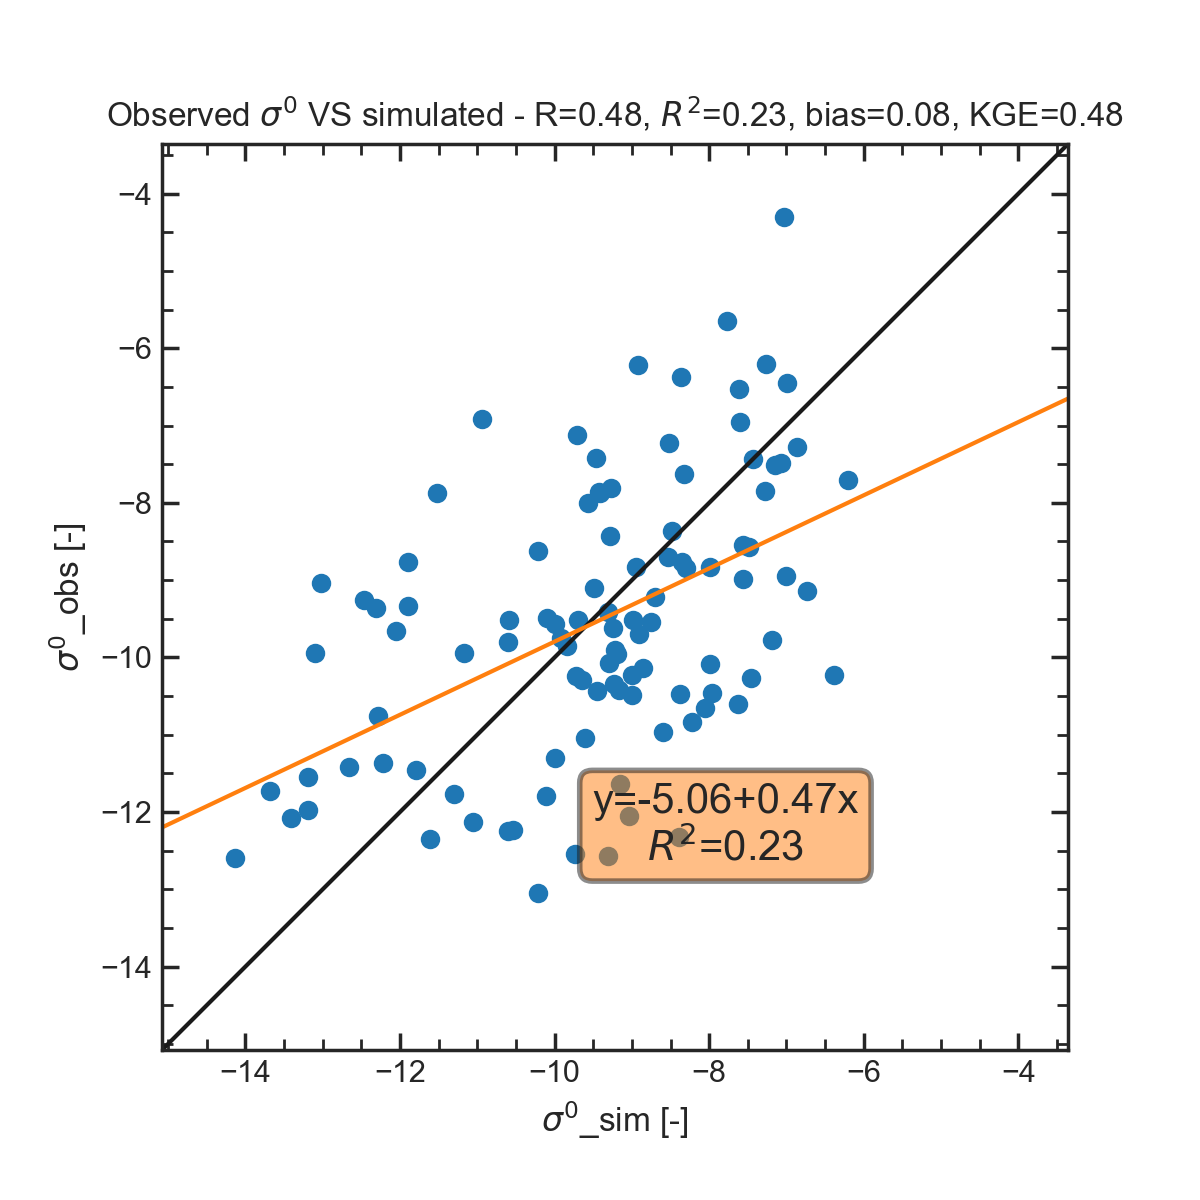 Observed σ⁰ VS simulated - R=0.48, R²=0.23, bias=0.08, KGE=0.48
−4
−6
−8
−10
−12
−14
σ⁰_obs [-]
y=-5.06+0.47x
R²=0.23
−14 −12 −10 −8 −6 −4
σ⁰_sim [-]